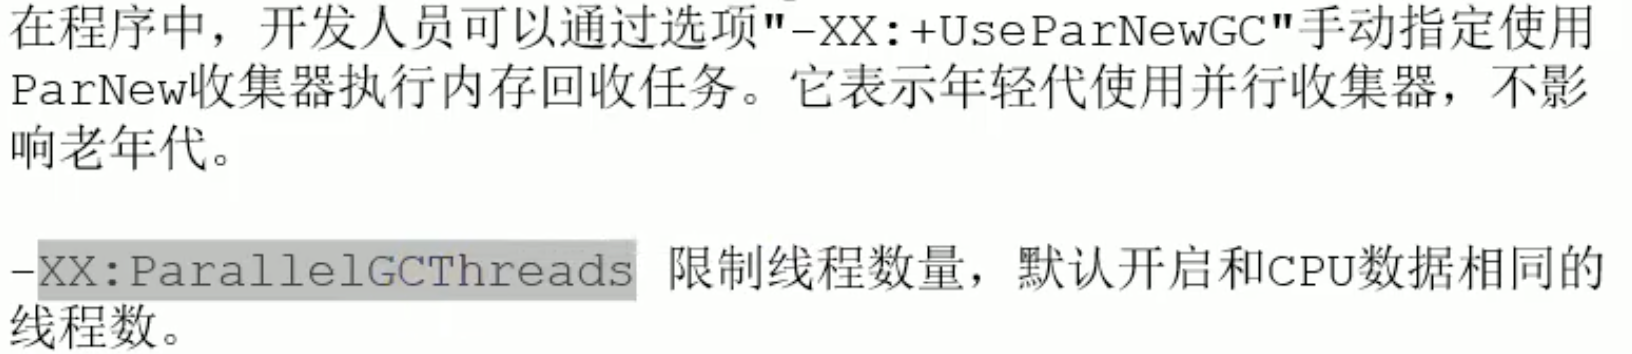 在程序中，开发人员可以通过选项"-XX:+UseParNewGC"手动指定使用
ParNew收集器执行内存回收任务。它表示年轻代使用并行收集器，不影
响老年代。
-XX:ParallelGCThreads 限制线程数量，默认开启和CPU数据相同的
线程数。